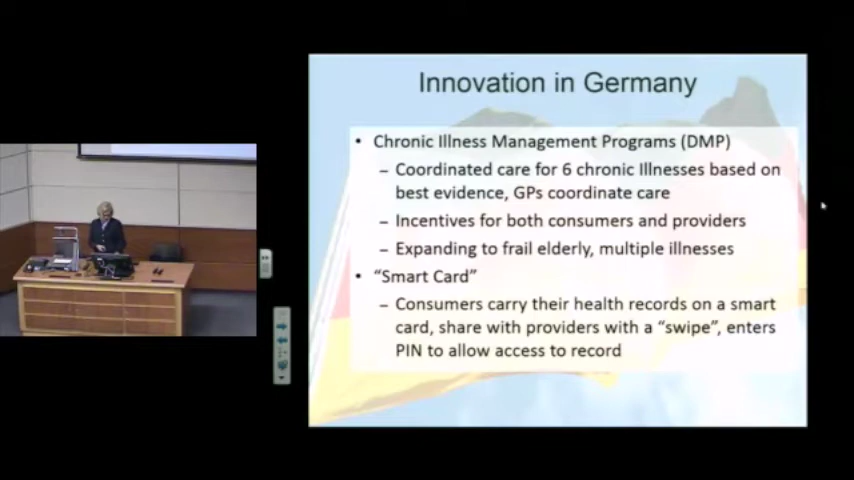 Innovation in Germany
• Chronic Illness Management Programs (DMP)
– Coordinated care for 6 chronic Illnesses based on
best evidence, GPs coordinate care
– Incentives for both consumers and providers
– Expanding to frail elderly, multiple illnesses
• “Smart Card”
– Consumers carry their health records on a smart
card, share with providers with a “swipe”, enters
PIN to allow access to record